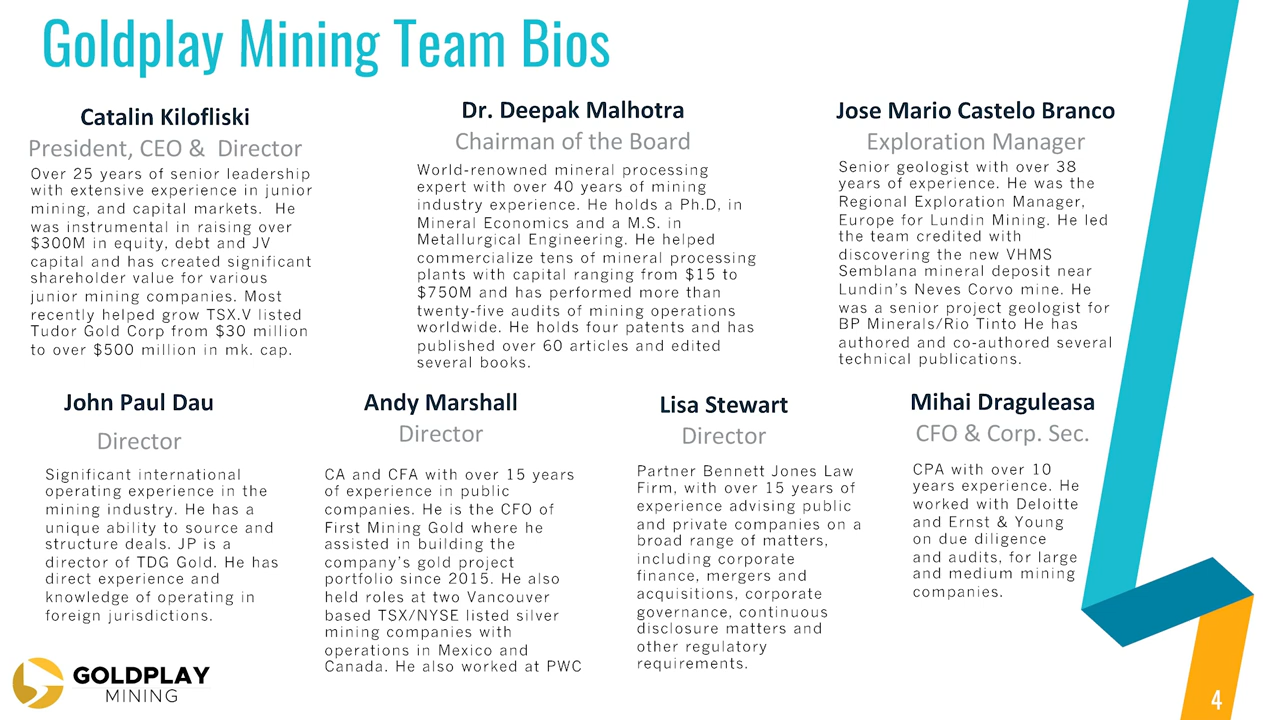 Goldplay Mining Team Bios
Catalin Kilofliski
President, CEO & Director
Over 25 years of senior leadership
with extensive experience in junior
mining, and capital markets. He
was instrumental in raising over
$300M in equity, debt and JV
capital and has created significant
shareholder value for various
junior mining companies. Most
recently helped grow TSX.V listed
Tudor Gold Corp from $30 million
to over $500 million in mk. cap.
Dr. Deepak Malhotra
Chairman of the Board
World-renowned mineral processing
expert with over 40 years of mining
industry experience. He holds a Ph.D, in
Mineral Economics and a M.S. in
Metallurgical Engineering. He helped
commercialize tens of mineral processing
plants with capital ranging from $15 to
$750M and has performed more than
twenty-five audits of mining operations
worldwide. He holds four patents and has
published over 60 articles and edited
several books.
Jose Mario Castelo Branco
Exploration Manager
Senior geologist with over 38
years of experience. He was the
Regional Exploration Manager,
Europe for Lundin Mining. He led
the team credited with
discovering the new VHMS
Semblana mineral deposit near
Lundin's Neves Corvo mine. He
was a senior project geologist for
BP Minerals/Rio Tinto He has
authored and co-authored several
technical publications.
John Paul Dau
Director
Significant international
operating experience in the
mining industry. He has a
unique ability to source and
structure deals. JP is a
director of TDG Gold. He has
direct experience and
knowledge of operating in
foreign jurisdictions.
Andy Marshall
Director
CA and CFA with over 15 years
of experience in public
companies. He is the CFO of
First Mining Gold where he
assisted in building the
company's gold project
portfolio since 2015. He also
held roles at two Vancouver
based TSX/NYSE listed silver
mining companies with
operations in Mexico and
Canada. He also worked at PWC
Lisa Stewart
Director
Partner Bennett Jones Law
Firm, with over 15 years of
experience advising public
and private companies on a
broad range of matters,
including corporate
finance, mergers and
acquisitions, corporate
governance, continuous
disclosure matters and
other regulatory
requirements.
Mihai Draguleasa
CFO & Corp. Sec.
CPA with over 10
years experience. He
worked with Deloitte
and Ernst & Young
on due diligence
and audits, for large
and medium mining
companies.
GOLDPLAY
MINING
4